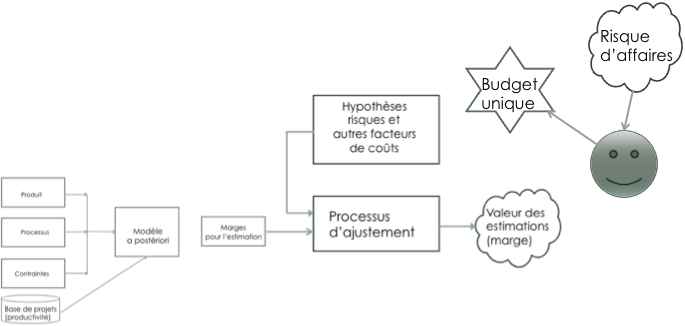 Risque
d'affaires
Budget
unique
Hypothèses
risques et
autres facteurs
de coûts
Produit
Processus
Contraintes
Base de projets
(productivité)
Modèle
a postériori
Marges
pour l'estimation
Processus
d'ajustement
Valeur des
estimations
(marge)